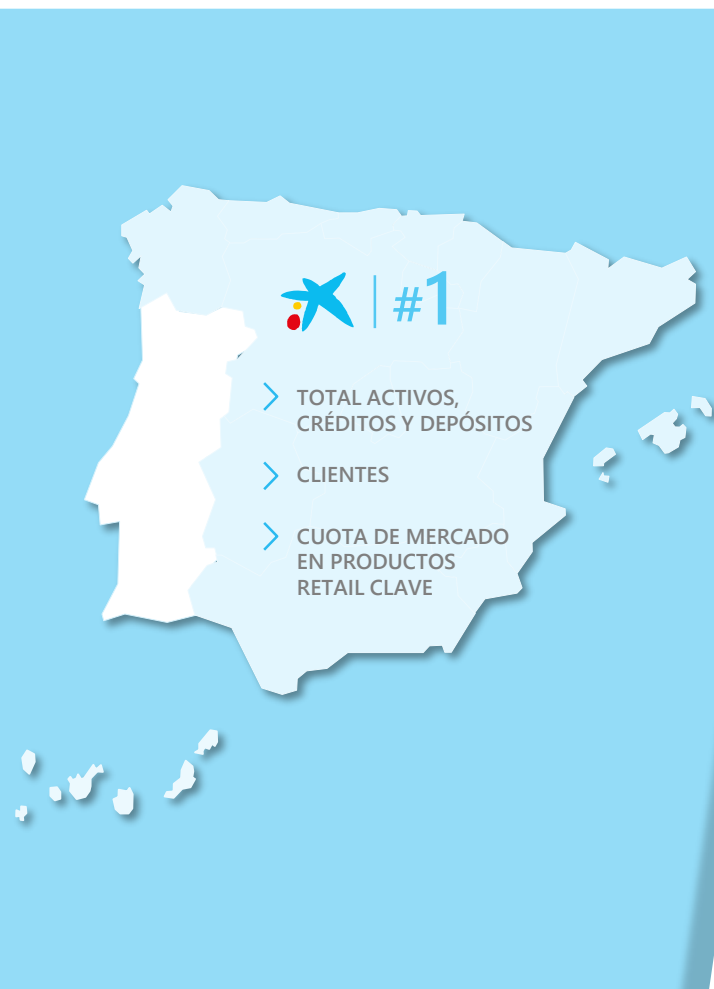 #1
TOTAL ACTIVOS,
CRÉDITOS Y DEPÓSITOS
CLIENTES
CUOTA DE MERCADO
EN PRODUCTOS
RETAIL CLAVE